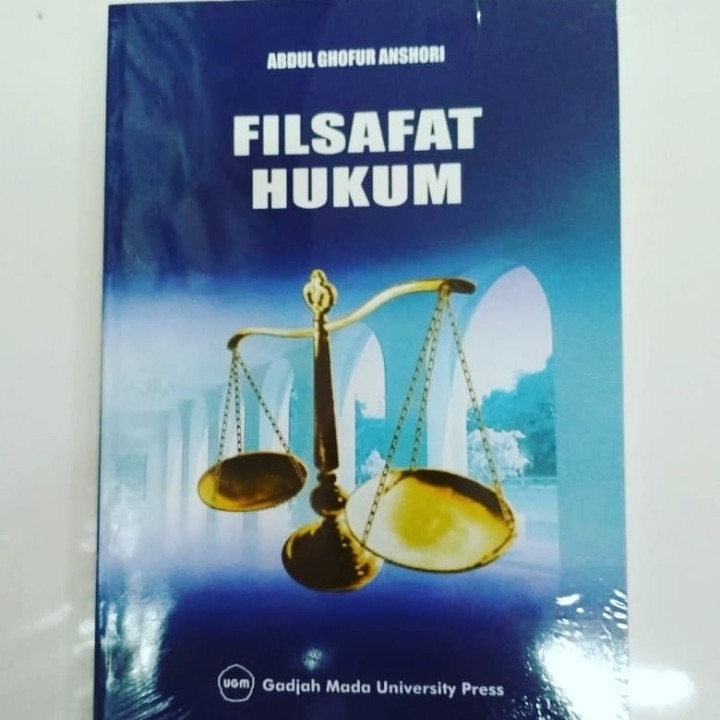 ABDUL GHOFUR ANSHORI
FILSAFAT
HUKUM
UGM Gadjah Mada University Press